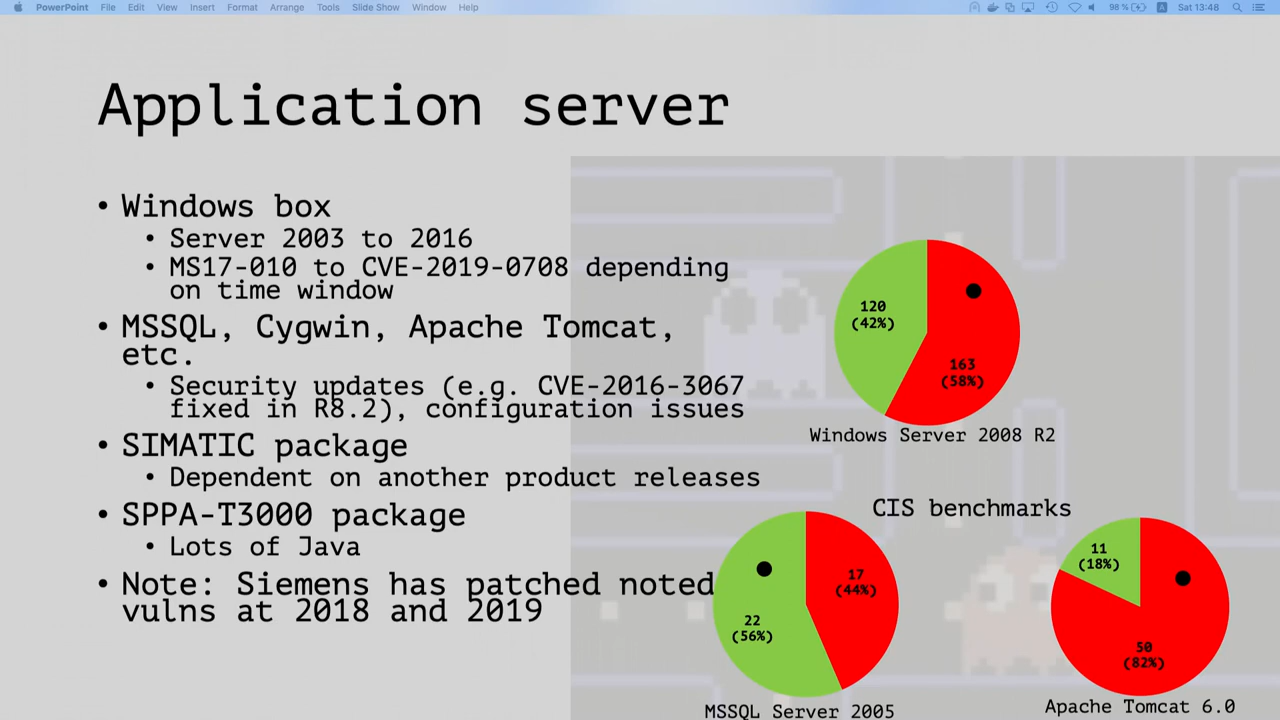 PowerPoint File Edit View Insert Format Arrange Tools Slide Show Window Help 98 % A Sat 13:48
Application server
• Windows box
• Server 2003 to 2016
• MS17-010 to CVE-2019-0708 depending
on time window
• MSSQL, Cygwin, Apache Tomcat,
etc.
• Security updates (e.g. CVE-2016-3067
fixed in R8.2), configuration issues
• SIMATIC package
• Dependent on another product releases
• SPPA-T3000 package
• Lots of Java
• Note: Siemens has patched noted
vulns at 2018 and 2019
120
(42%)
163
(58%)
Windows Server 2008 R2
CIS benchmarks
17
(44%)
22
(56%)
MSSQL Server 2005
11
(18%)
50
(82%)
Apache Tomcat 6.0